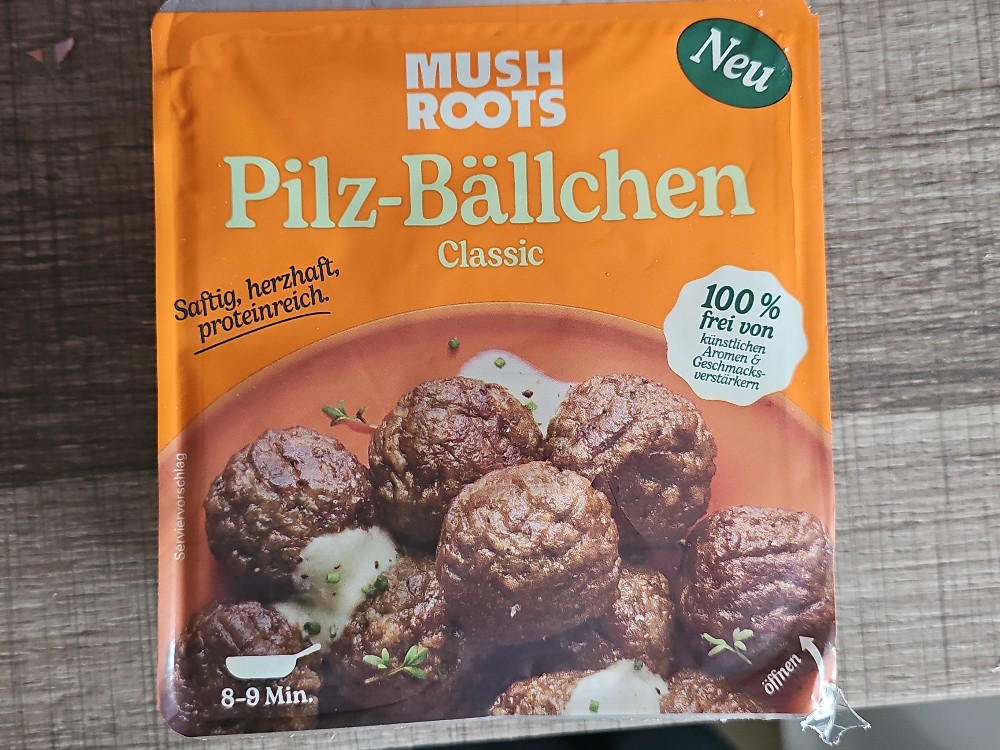 Neu
MUSH
ROOTS
Pilz-Bällchen
Classic
Saftig, herzhaft,
proteinreich.
100 %
frei von
künstlichen
Aromen &
Geschmacks-
verstärkern
Serviervorschlag
8-9 Min.
öffnen